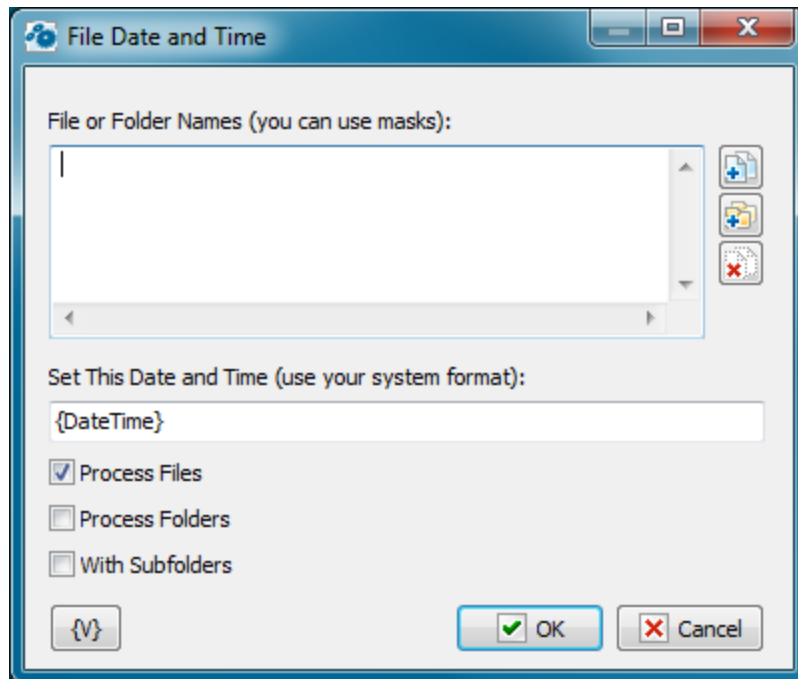 File Date and Time
File or Folder Names (you can use masks):
Set This Date and Time (use your system format):
{DateTime}
Process Files
Process Folders
With Subfolders
{V}
OK
Cancel